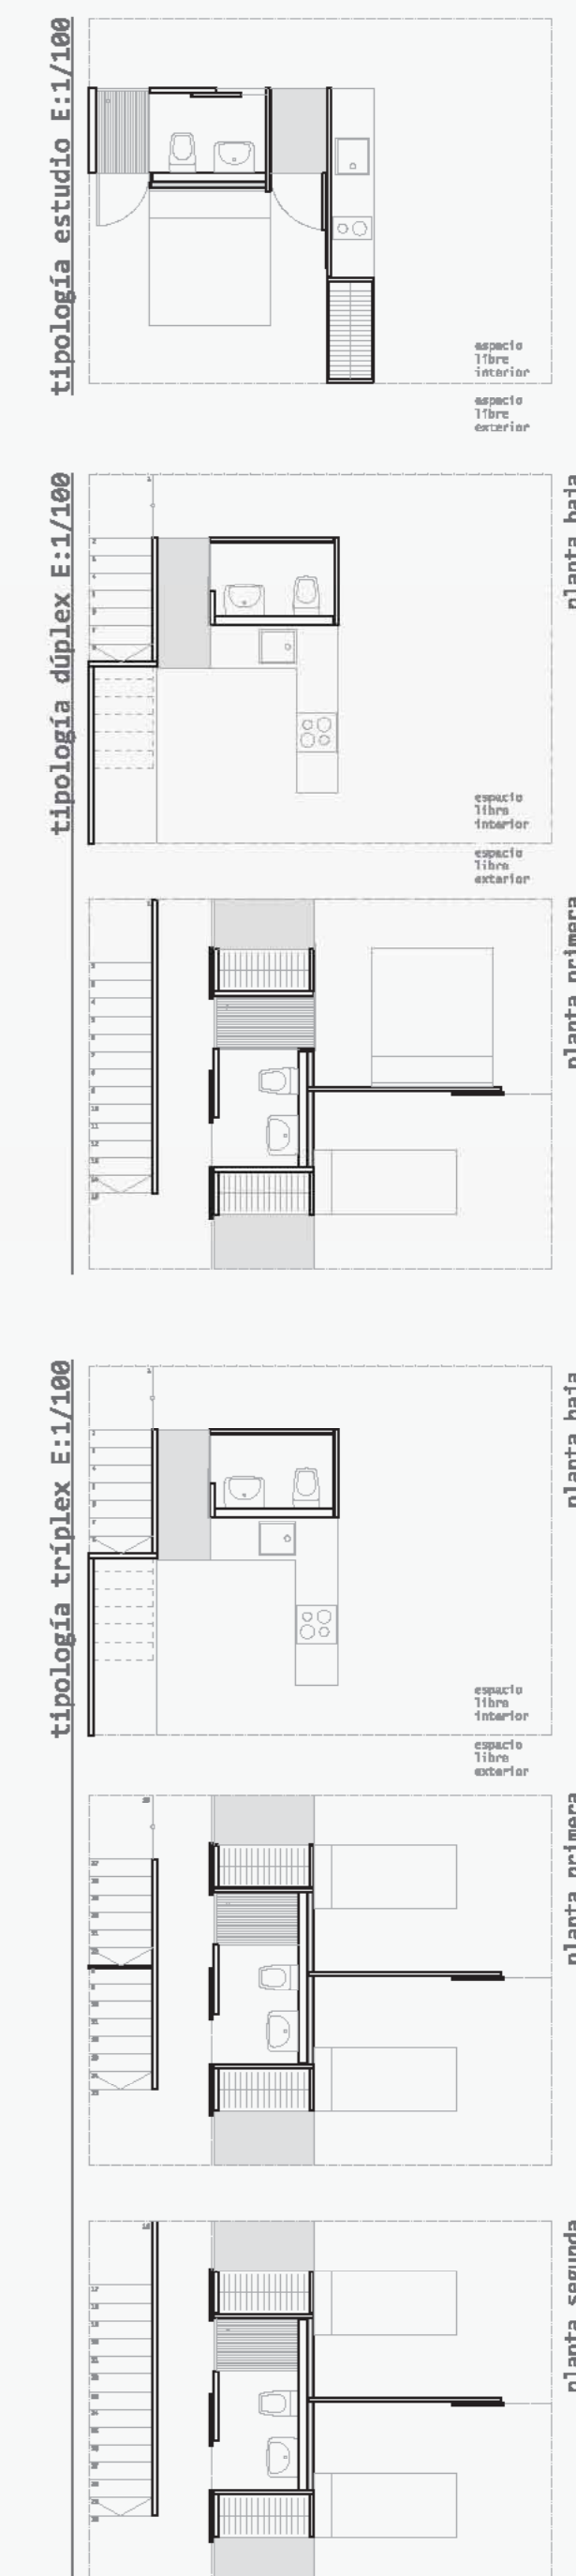 tipología estudio E:1/100
espacio
libre
interior
espacio
libre
exterior
tipología dúplex E:1/100
planta baja
espacio
libre
interior
espacio
libre
exterior
planta primera
tipología tríplex E:1/100
planta baja
espacio
libre
interior
espacio
libre
exterior
planta primera
planta segunda